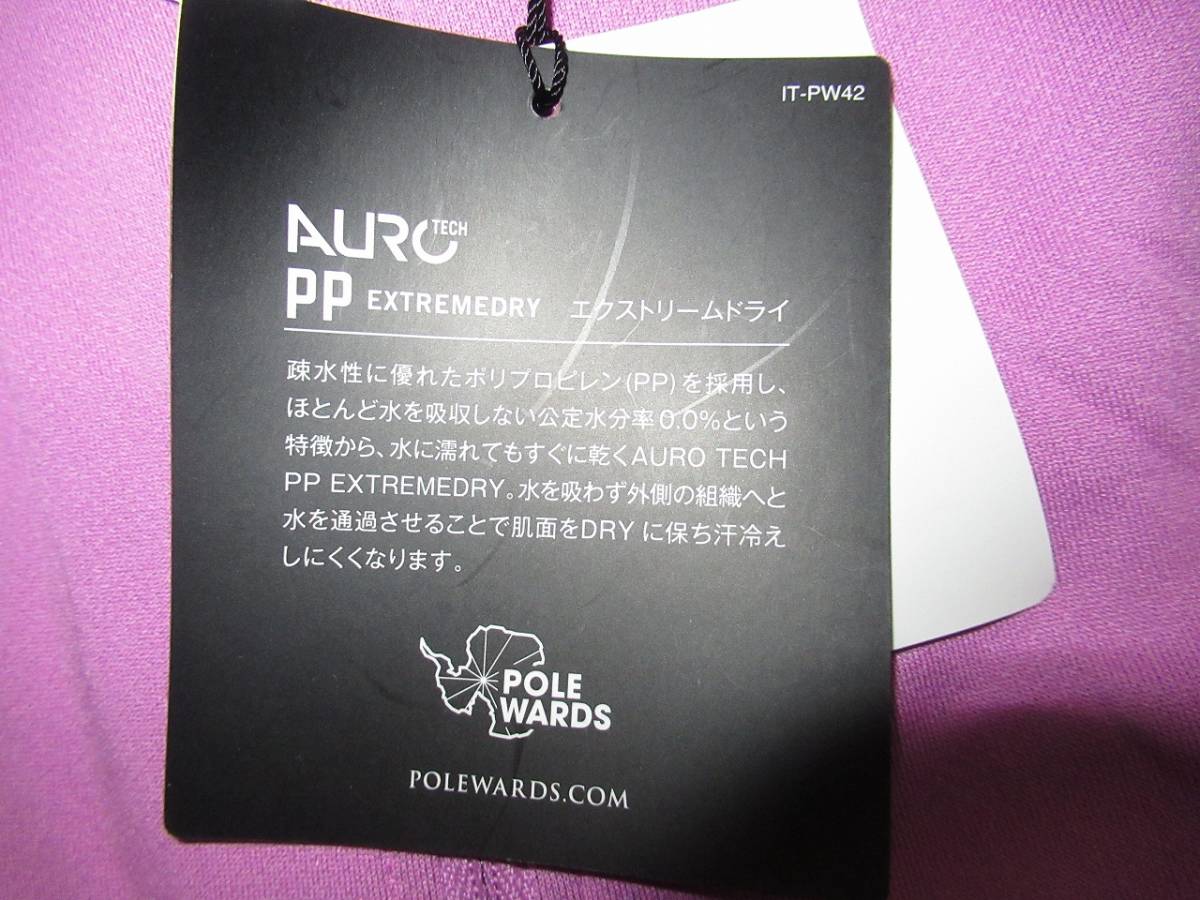 IT-PW42
AURO TECH
PP EXTREMEDRY エクストリームドライ
疎水性に優れたポリプロピレン(PP)を採用し、
ほとんど水を吸収しない公定水分率0.0%という
特徴から、水に濡れてもすぐに乾くAURO TECH
PP EXTREMEDRY。水を吸わず外側の組織へと
水を通過させることで肌面をDRYに保ち汗冷え
しにくくなります。
POLE
WARDS
POLEWARDS.COM